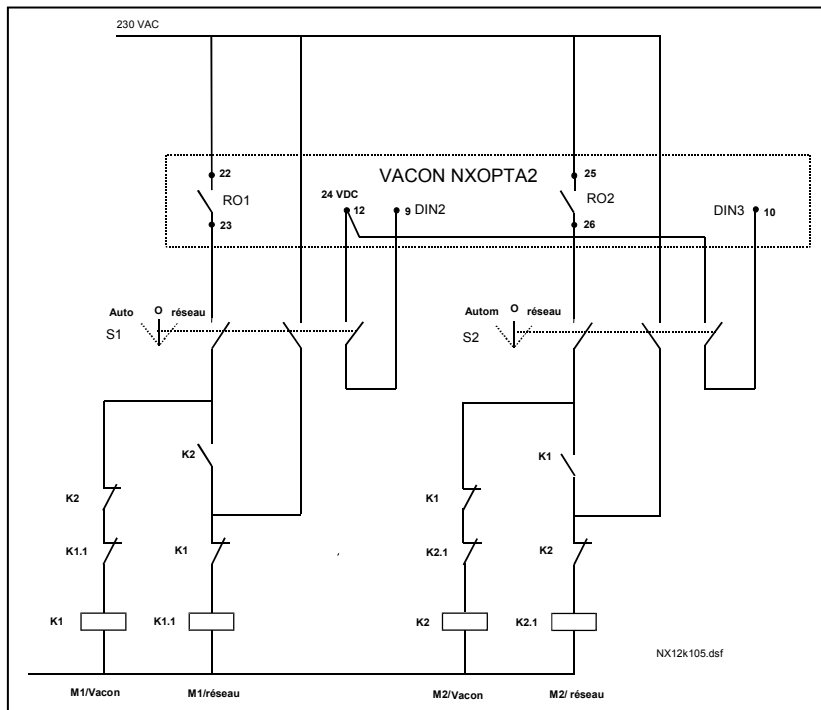 230 VAC
VACON NXOPTA2
22
RO1
23
24 VDC
12
9 DIN2
25
RO2
26
DIN3
10
Auto O réseau
S1
Autom O réseau
S2
K2
K1
K2
K1
K1.1
K1
K2.1
K2
K1
K1.1
K2
K2.1
NX12k105.dsf
M1/Vacon
M1/réseau
M2/Vacon
M2/ réseau